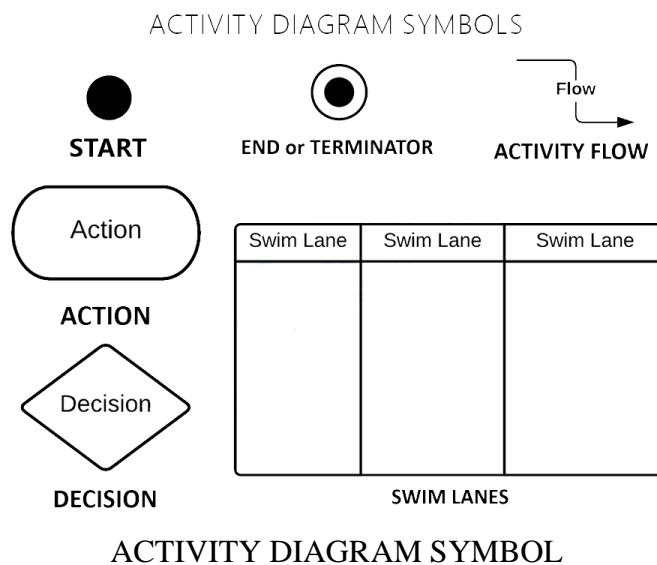 ACTIVITY DIAGRAM SYMBOLS
Flow
START
END or TERMINATOR
ACTIVITY FLOW
Action
Swim Lane
Swim Lane
Swim Lane
ACTION
Decision
DECISION
SWIM LANES
ACTIVITY DIAGRAM SYMBOL